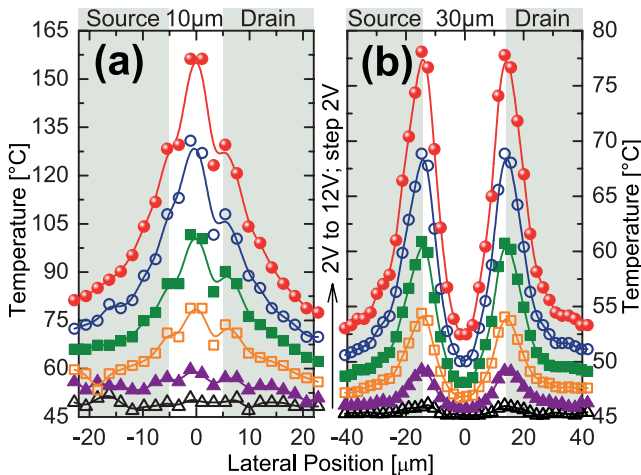 Source 10μm Drain
Source 30μm Drain
(a)
(b)
165
150
135
120
105
90
75
60
45
Temperature [°C]
2V to 12V; step 2V
80
75
70
65
60
55
50
45
Temperature [°C]
-20 -10 0 10 20
-40 -20 0 20 40
Lateral Position [μm]